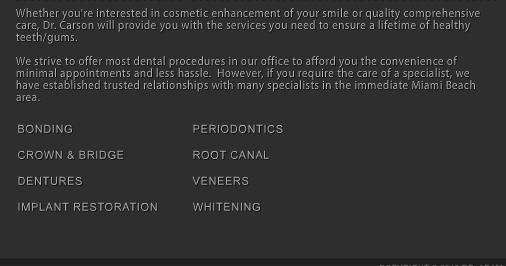 Whether you're interested in cosmetic enhancement of your smile or quality comprehensive
care, Dr. Carson will provide you with the services you need to ensure a lifetime of healthy
teeth/gums.
We strive to offer most dental procedures in our office to afford you the convenience of
minimal appointments and less hassle.  However, if you require the care of a specialist, we
have established trusted relationships with many specialists in the immediate Miami Beach
area.
BONDING
CROWN & BRIDGE
DENTURES
IMPLANT RESTORATION
PERIODONTICS
ROOT CANAL
VENEERS
WHITENING